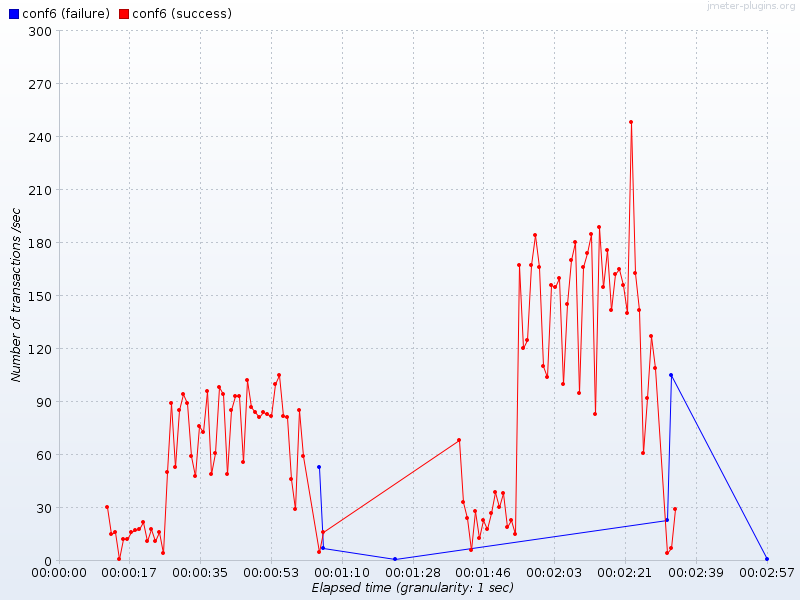 jmeter-plugins.org
conf6 (failure) conf6 (success)
300
270
240
210
180
150
120
90
60
30
0
Number of transactions /sec
00:00:00 00:00:17 00:00:35 00:00:53 00:01:10 00:01:28 00:01:46 00:02:03 00:02:21 00:02:39 00:02:57
Elapsed time (granularity: 1 sec)